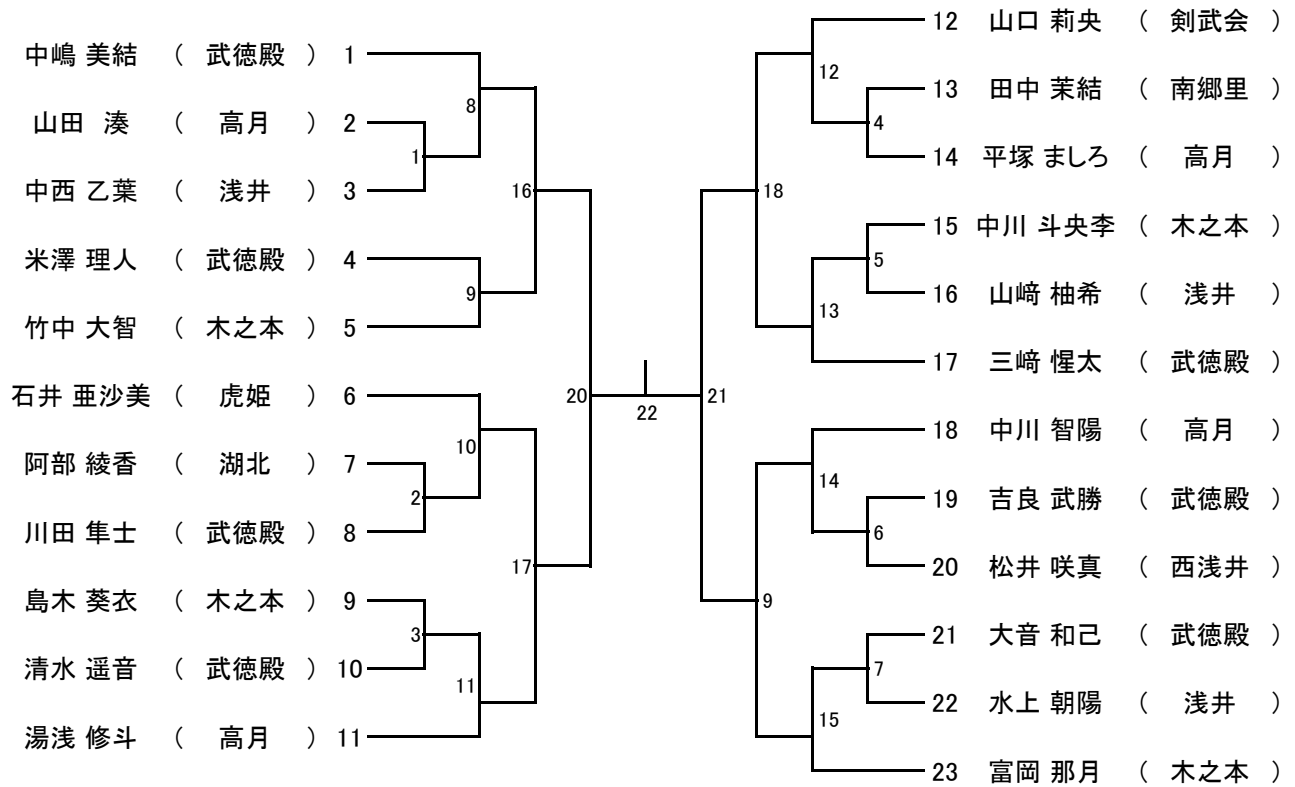 中嶋 美結 ( 武徳殿 ) 1
山田 湊 ( 高月 ) 2
中西 乙葉 ( 浅井 ) 3
米澤 理人 ( 武徳殿 ) 4
竹中 大智 ( 木之本 ) 5
石井 亜沙美 ( 虎姫 ) 6
阿部 綾香 ( 湖北 ) 7
川田 隼士 ( 武徳殿 ) 8
島木 葵衣 ( 木之本 ) 9
清水 遥音 ( 武徳殿 ) 10
湯浅 修斗 ( 高月 ) 11
8
1
16
9
20
10
2
17
3
11
22
12
4
18
5
13
21
14
6
9
7
15
12 山口 莉央 ( 剣武会 )
13 田中 茉結 ( 南郷里 )
14 平塚 ましろ ( 高月 )
15 中川 斗央李 ( 木之本 )
16 山﨑 柚希 ( 浅井 )
17 三﨑 惺太 ( 武徳殿 )
18 中川 智陽 ( 高月 )
19 吉良 武勝 ( 武徳殿 )
20 松井 咲真 ( 西浅井 )
21 大音 和己 ( 武徳殿 )
22 水上 朝陽 ( 浅井 )
23 富岡 那月 ( 木之本 )